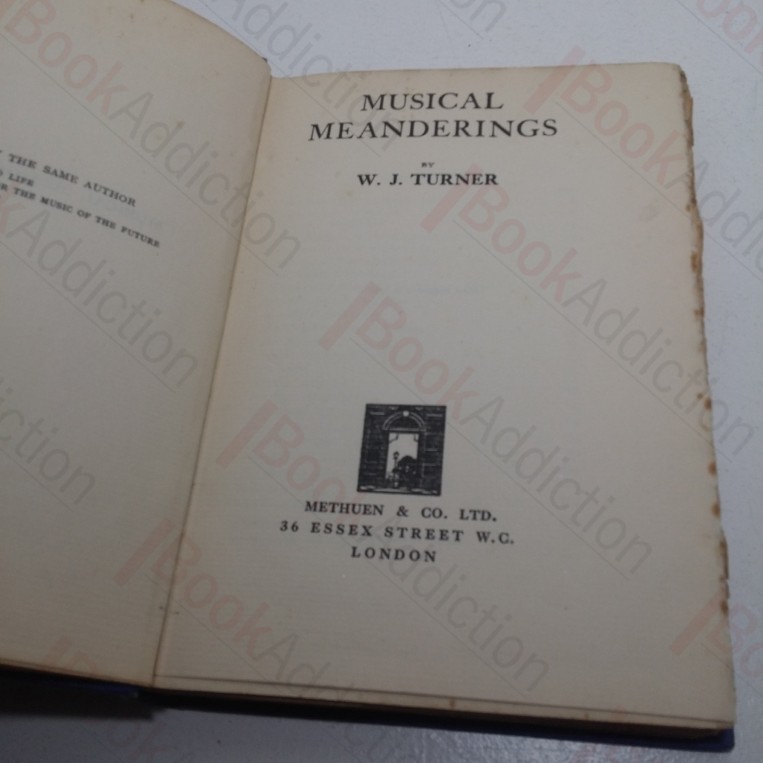 THE SAME AUTHOR
LIFE
THE MUSIC OF THE FUTURE
MUSICAL
MEANDERINGS
BY
W. J. TURNER
METHUEN & CO. LTD.
36 ESSEX STREET W.C.
LONDON
BookAddiction